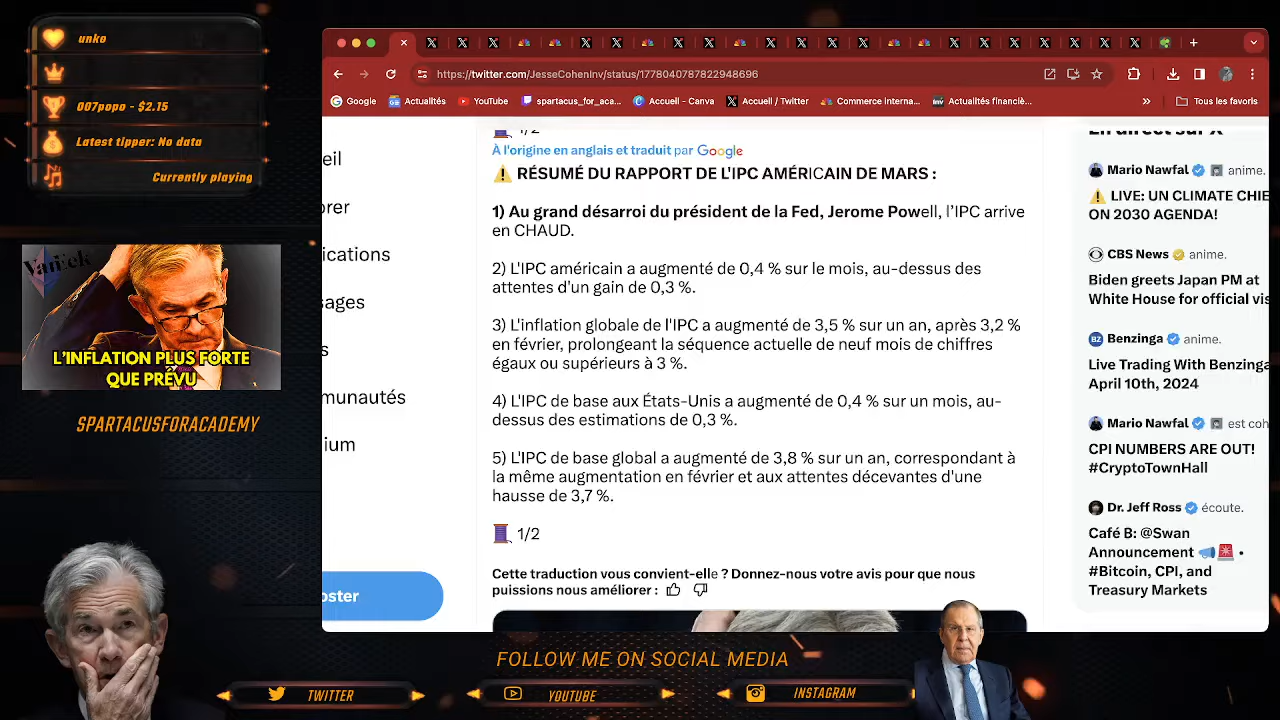 unko
007popo - $2.15
Latest tipper: No data
Currently playing
VanEck
L'INFLATION PLUS FORTE
QUE PRÉVU
SPARTACUSFORACADEMY
https://twitter.com/JesseCohenInv/status/1778040787822948696
Google
Actualités
YouTube
spartacus_for_aca...
Accueil - Canva
Accueil / Twitter
Commerce interna...
Actualités financiè...
Tous les favoris
eil
rer
ications
sages
s
munautés
ium
oster
1/2
À l'origine en anglais et traduit par Google
⚠️ RÉSUMÉ DU RAPPORT DE L'IPC AMÉRICAIN DE MARS :
1) Au grand désarroi du président de la Fed, Jerome Powell, l'IPC arrive
en CHAUD.
2) L'IPC américain a augmenté de 0,4 % sur le mois, au-dessus des
attentes d'un gain de 0,3 %.
3) L'inflation globale de l'IPC a augmenté de 3,5 % sur un an, après 3,2 %
en février, prolongeant la séquence actuelle de neuf mois de chiffres
égaux ou supérieurs à 3 %.
4) L'IPC de base aux États-Unis a augmenté de 0,4 % sur un mois, au-
dessus des estimations de 0,3 %.
5) L'IPC de base global a augmenté de 3,8 % sur un an, correspondant à
la même augmentation en février et aux attentes décevantes d'une
hausse de 3,7 %.
🧵 1/2
Cette traduction vous convient-elle ? Donnez-nous votre avis pour que nous
puissions nous améliorer :
En direct sur X
Mario Nawfal anime.
⚠️ LIVE: UN CLIMATE CHIE
ON 2030 AGENDA!
CBS News anime.
Biden greets Japan PM at
White House for official vis
BZ Benzinga anime.
Live Trading With Benzinga
April 10th, 2024
Mario Nawfal est coh
CPI NUMBERS ARE OUT!
#CryptoTownHall
Dr. Jeff Ross écoute.
Café B: @Swan
Announcement 📣🚨 •
#Bitcoin, CPI, and
Treasury Markets
FOLLOW ME ON SOCIAL MEDIA
TWITTER
YOUTUBE
INSTAGRAM